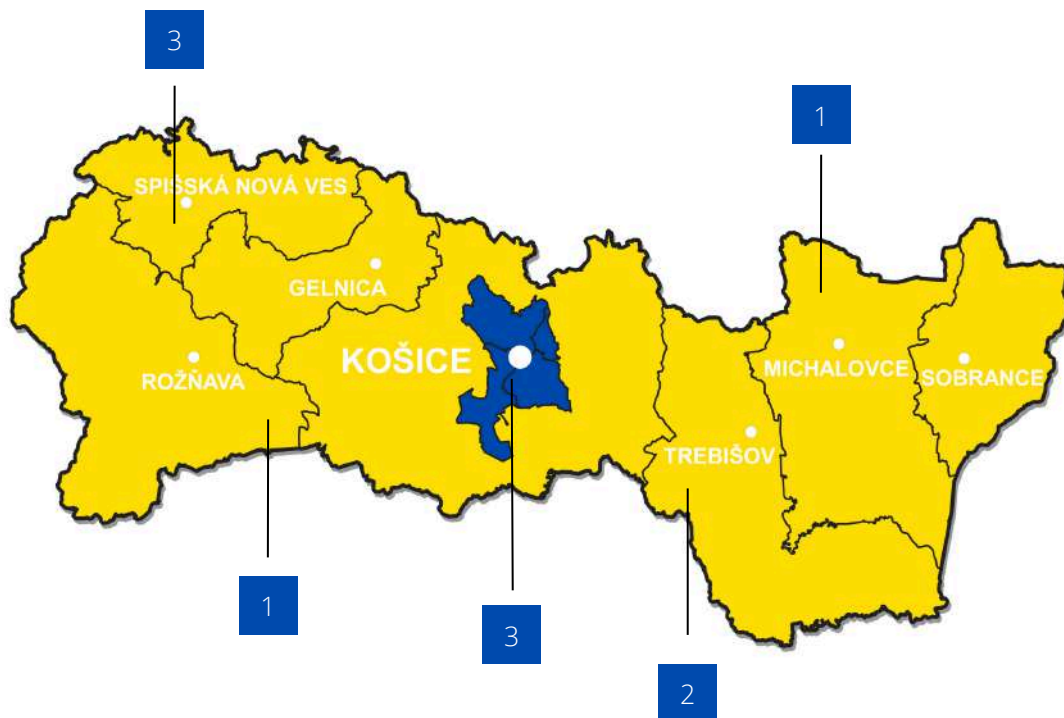 3
1
SPIŠSKÁ NOVÁ VES
GELNICA
KOŠICE
ROŽŇAVA
MICHALOVCE
SOBRANCE
TREBIŠOV
1
3
2